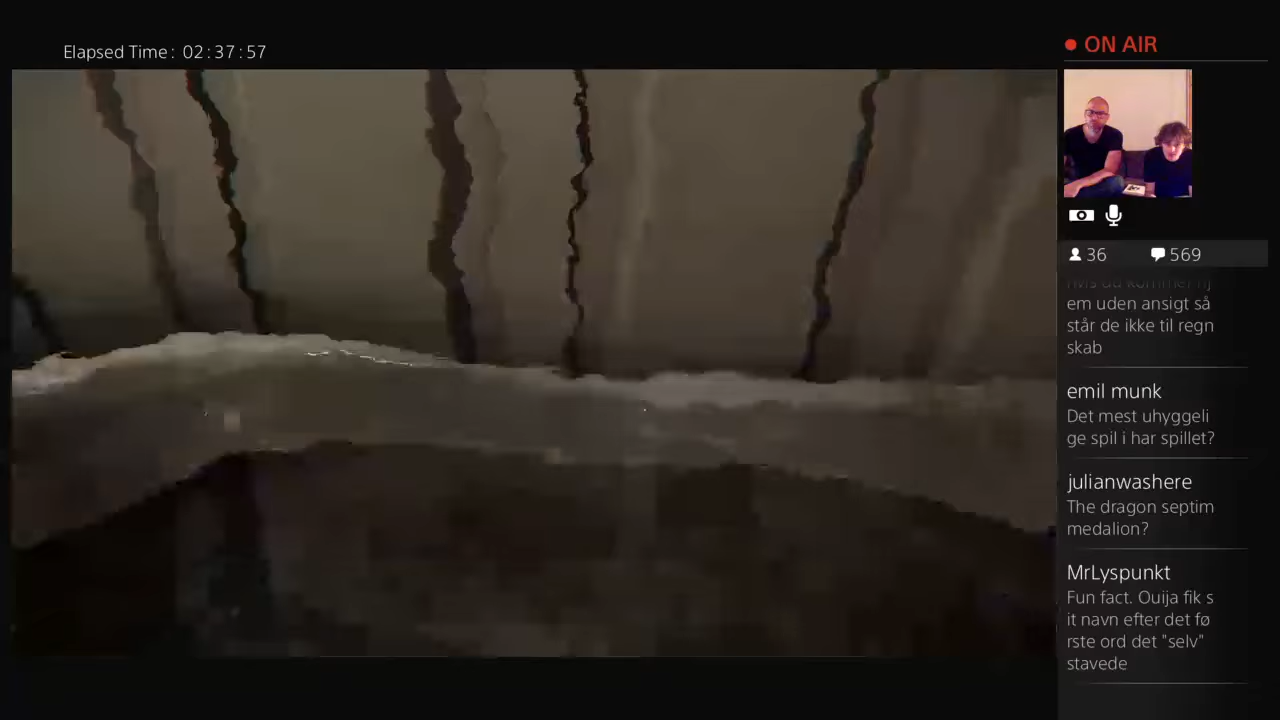 Elapsed Time: 02:37:57
ON AIR
36 569
em uden ansigt så
står de ikke til regn
skab
emil munk
Det mest uhyggeli
ge spil i har spillet?
julianwashere
The dragon septim
medalion?
MrLyspunkt
Fun fact. Ouija fik s
it navn efter det fø
rste ord det "selv"
stavede